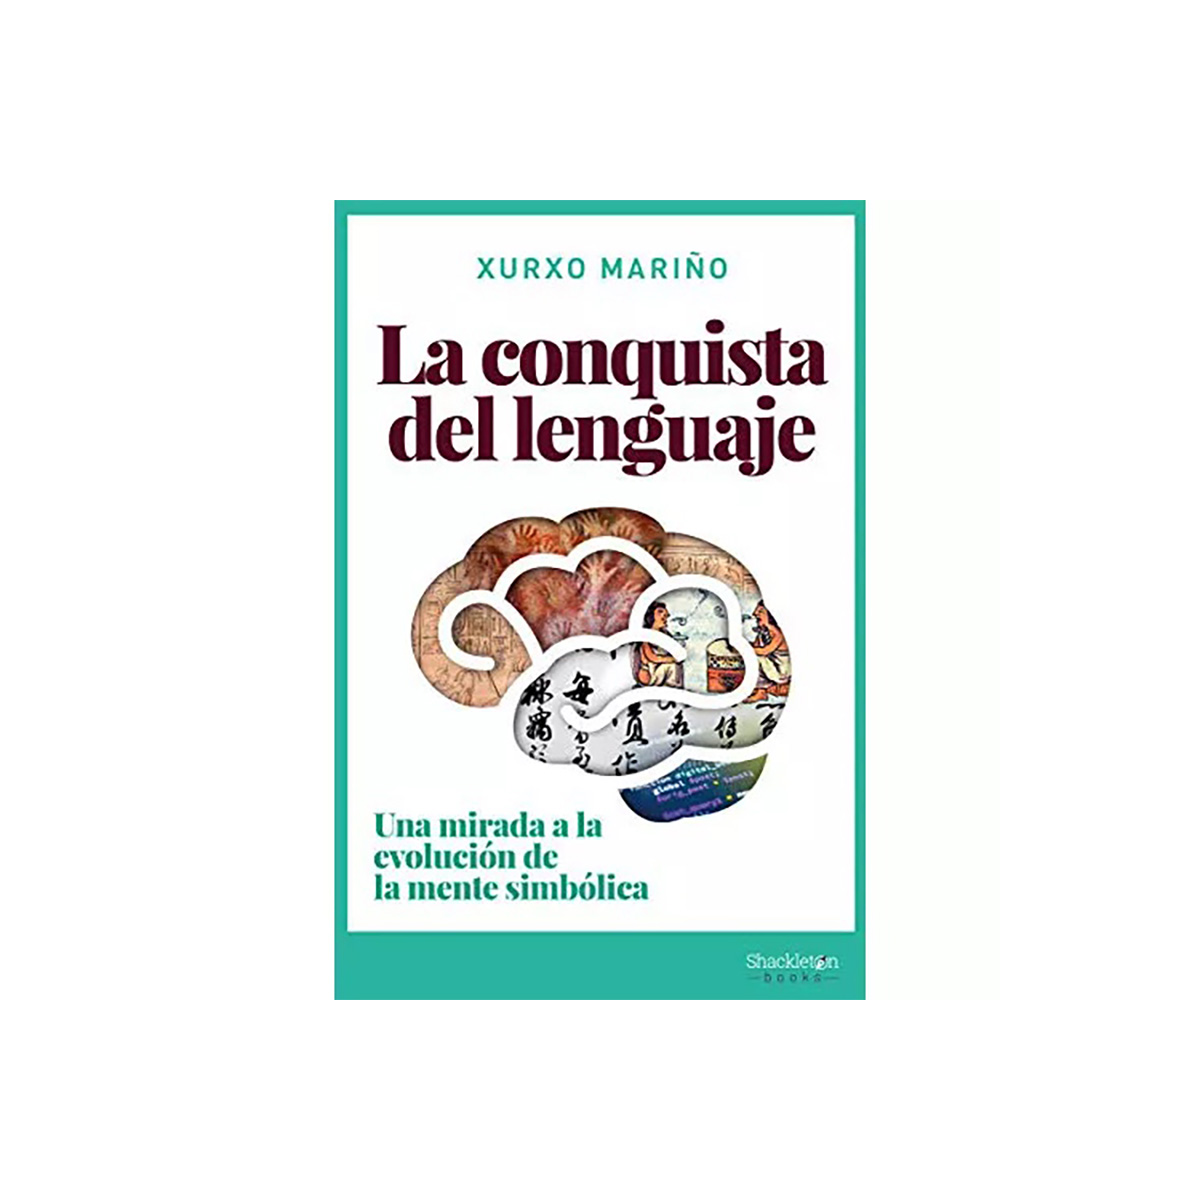 XURXO MARIÑO
La conquista
del lenguaje
Una mirada a la
evolución de
la mente simbólica
Shackleton
books